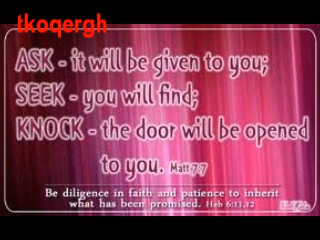 tkoqergh
ASK - it will be given to you;
SEEK - you will find;
KNOCK - the door will be opened
to you. Matt 7:7
Be diligence in faith and patience to inherit
what has been promised. Heb 6:11,12